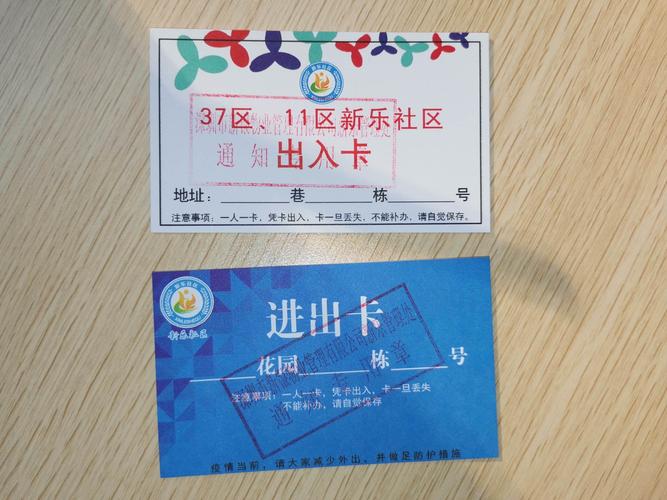 37区、11区新乐社区
出入卡
地址：______巷______栋______号
注意事项：一人一卡，凭卡出入，卡一旦丢失，不能补办，请自觉保存。
新乐社区
进出卡
______花园______栋______号
注意事项：一人一卡，凭卡出入，卡一旦丢失
不能补办，请自觉保存
疫情当前，请大家减少外出，并做足防护措施